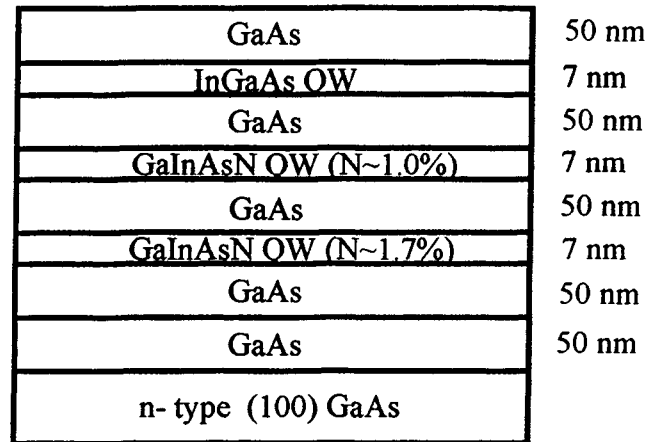 GaAs 50 nm
InGaAs QW 7 nm
GaAs 50 nm
GaInAsN QW (N~1.0%) 7 nm
GaAs 50 nm
GaInAsN QW (N~1.7%) 7 nm
GaAs 50 nm
GaAs 50 nm
n- type (100) GaAs